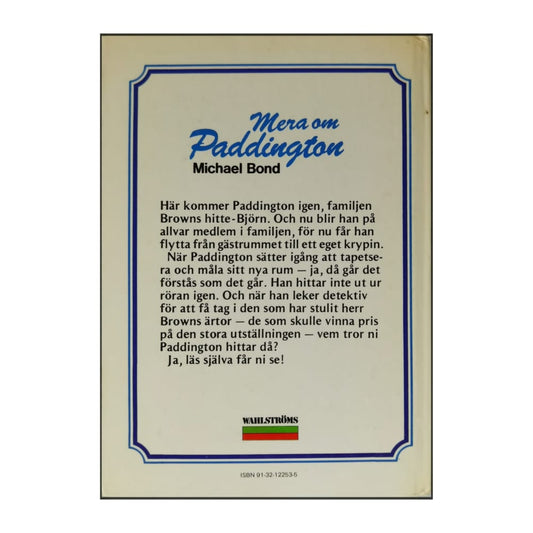 Mera om
Paddington
Michael Bond
Här kommer Paddington igen, familjen
Browns hitte-Björn. Och nu blir han på
allvar medlem i familjen, för nu får han
flytta från gästrummet till ett eget krypin.
När Paddington sätter igång att tapetse-
ra och måla sitt nya rum – ja, då går det
förstås som det går. Han hittar inte ut ur
röran igen. Och när han leker detektiv
för att få tag i den som har stulit herr
Browns ärtor – de som skulle vinna pris
på den stora utställningen – vem tror ni
Paddington hittar då?
Ja, läs själva får ni se!
WAHLSTRÖMS
ISBN 91-32-12253-5